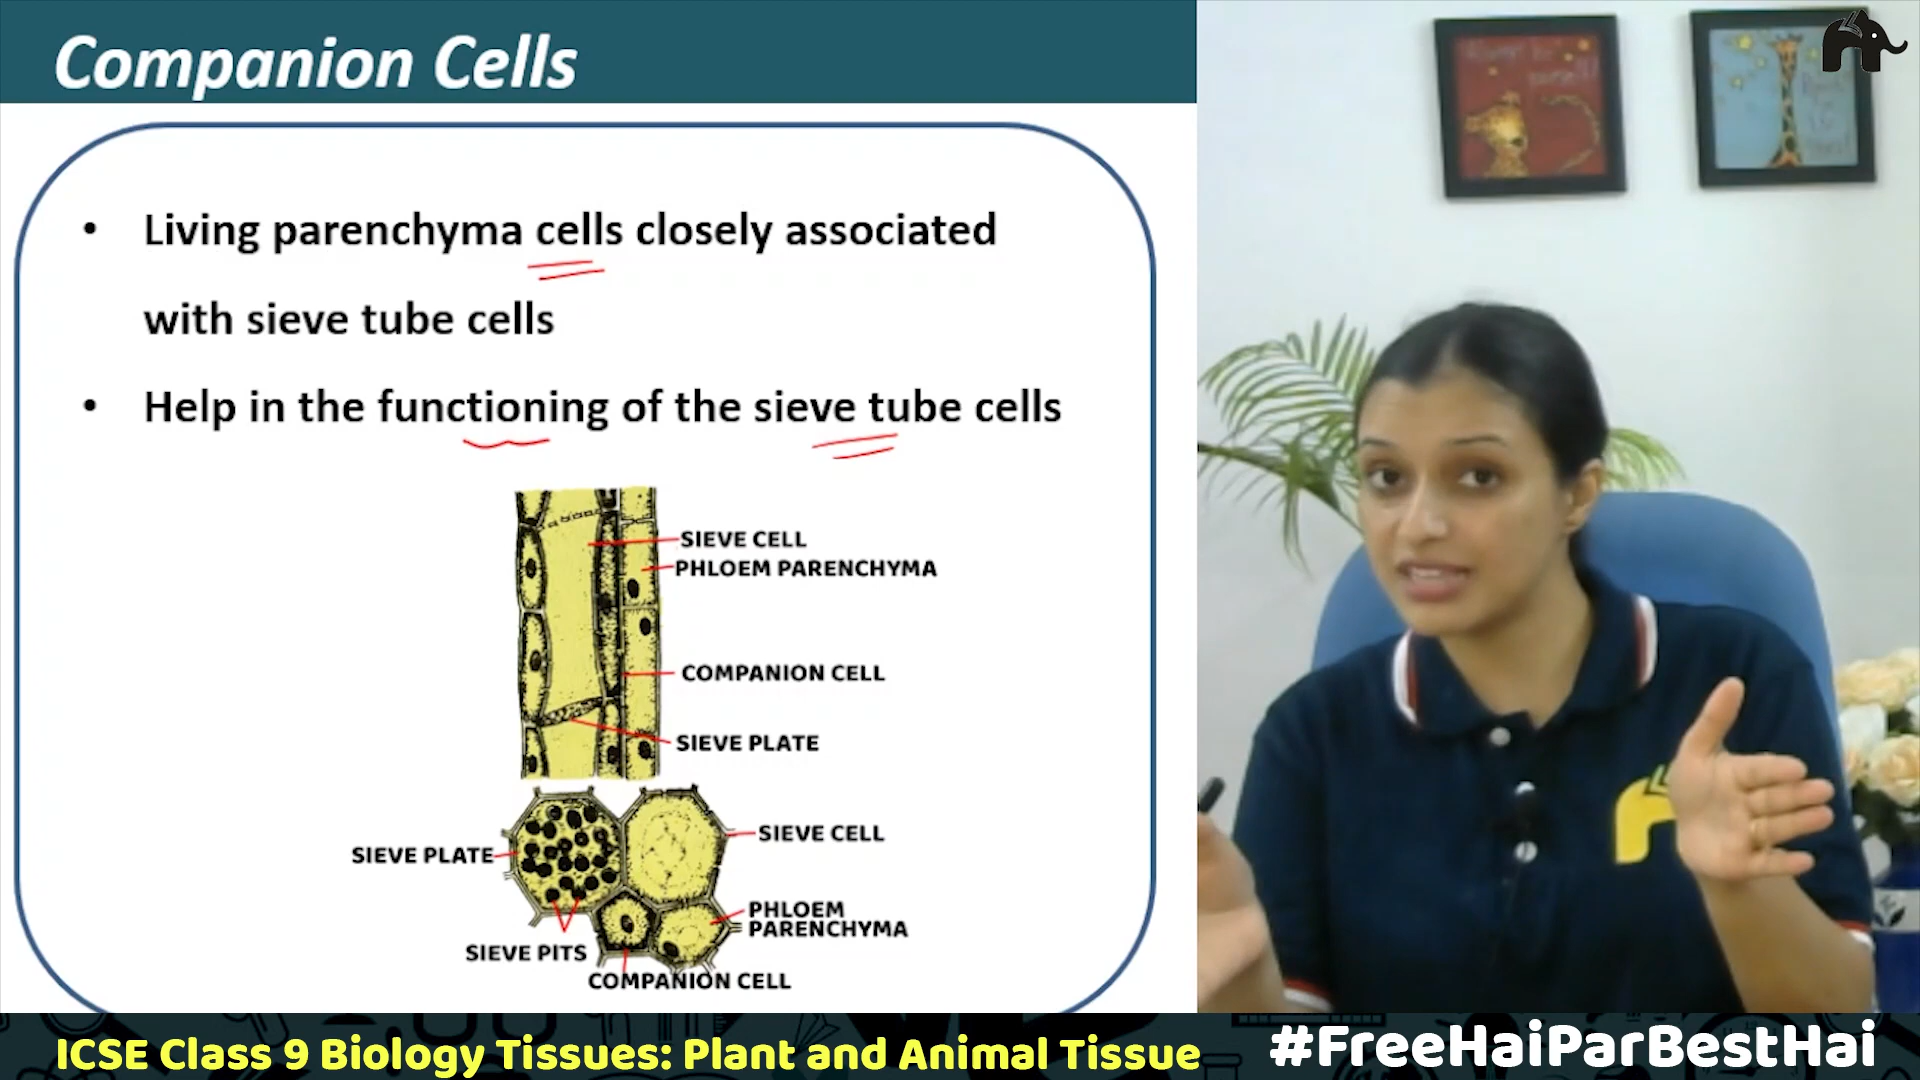 Companion Cells
• Living parenchyma cells closely associated
with sieve tube cells
• Help in the functioning of the sieve tube cells
SIEVE CELL
PHLOEM PARENCHYMA
COMPANION CELL
SIEVE PLATE
SIEVE PLATE
SIEVE CELL
PHLOEM
PARENCHYMA
SIEVE PITS
COMPANION CELL
ICSE Class 9 Biology Tissues: Plant and Animal Tissue
#FreeHaiParBestHai